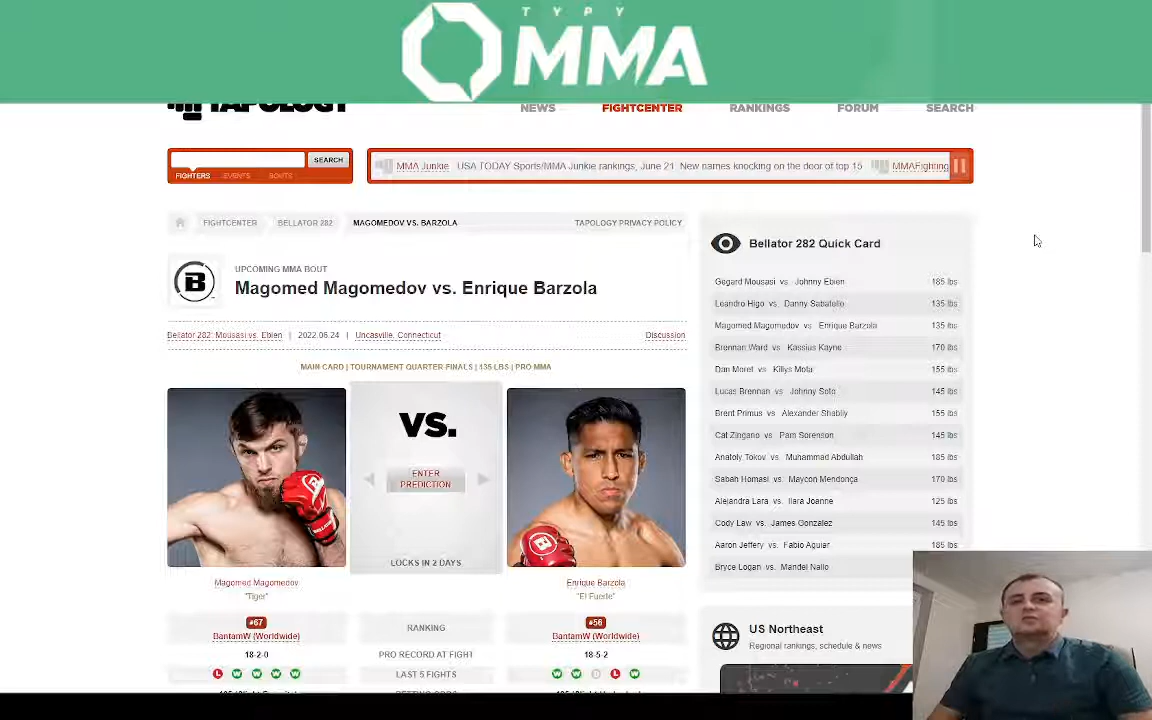 TYPY
MMA
TAPOLOGY
NEWS
FIGHTCENTER
RANKINGS
FORUM
SEARCH
SEARCH
FIGHTERS
EVENTS
BOUTS
MMA Junkie
USA TODAY Sports/MMA Junkie rankings, June 21: New names knocking on the door of top 15
MMAFighting
FIGHTCENTER
BELLATOR 282
MAGOMEDOV VS. BARZOLA
TAPOLOGY PRIVACY POLICY
B
UPCOMING MMA BOUT
Magomed Magomedov vs. Enrique Barzola
Bellator 282: Mousasi vs. Eblen | 2022.06.24 | Uncasville, Connecticut
Discussion
MAIN CARD | TOURNAMENT QUARTER-FINALS | 135 LBS | PRO MMA
VS.
ENTER
PREDICTION
LOCKS IN 2 DAYS
Magomed Magomedov
"Tiger"
Enrique Barzola
"El Fuerte"
#67
BantamW (Worldwide)
RANKING
#56
BantamW (Worldwide)
18-2-0
PRO RECORD AT FIGHT
18-5-2
L W W W W
LAST 5 FIGHTS
W W D L W
Bellator 282 Quick Card
Gegard Mousasi vs Johnny Eblen 185 lbs
Leandro Higo vs Danny Sabatello 135 lbs
Magomed Magomedov vs Enrique Barzola 135 lbs
Brennan Ward vs Kassius Kayne 170 lbs
Dan Moret vs Killys Mota 155 lbs
Lucas Brennan vs Johnny Soto 145 lbs
Brent Primus vs Alexander Shabliy 155 lbs
Cat Zingano vs Pam Sorenson 145 lbs
Anatoly Tokov vs Muhammad Abdullah 185 lbs
Sabah Homasi vs Maycon Mendonça 170 lbs
Alejandra Lara vs Ilara Joanne 125 lbs
Cody Law vs James Gonzalez 145 lbs
Aaron Jeffery vs Fabio Aguiar 185 lbs
Bryce Logan vs Mandel Nallo
US Northeast
Regional rankings, schedule & news